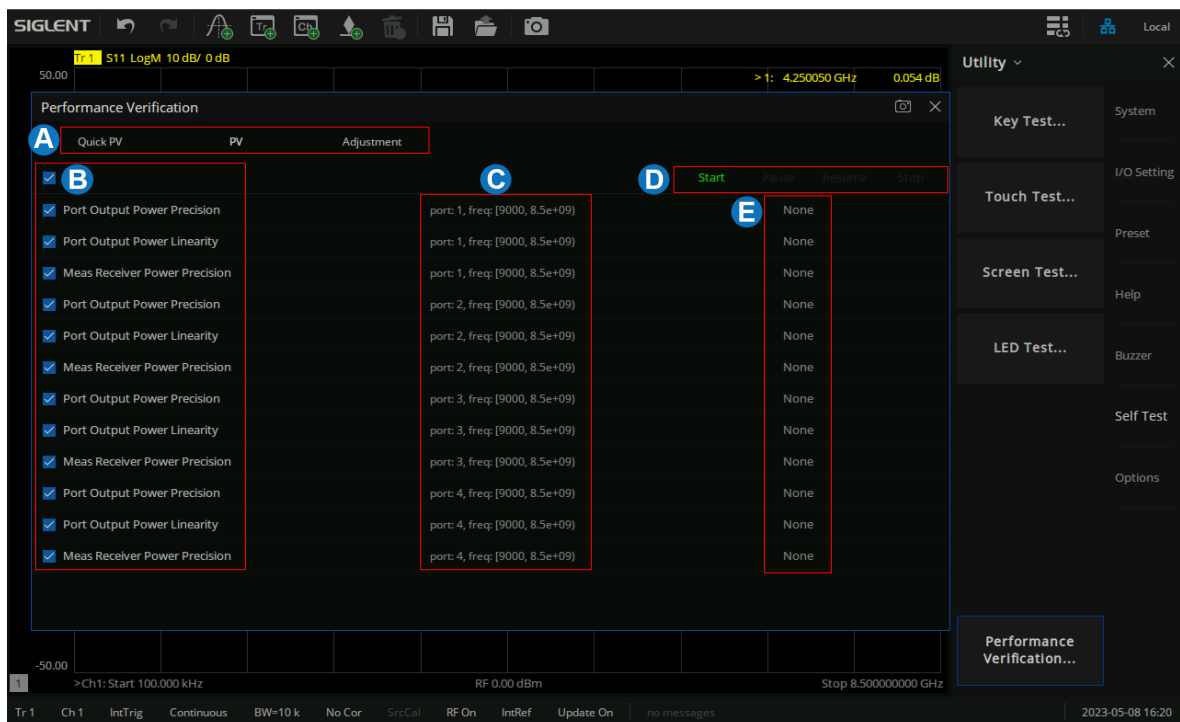 SIGLENT Tr Ch Local
Tr 1 S11 LogM 10 dB/ 0 dB
50.00
> 1: 4.250050 GHz 0.054 dB
Utility
Performance Verification
A Quick PV PV Adjustment
B C D Start Pause Resume Stop
Port Output Power Precision port: 1, freq: [9000, 8.5e+09) E None
Port Output Power Linearity port: 1, freq: [9000, 8.5e+09) None
Meas Receiver Power Precision port: 1, freq: [9000, 8.5e+09) None
Port Output Power Precision port: 2, freq: [9000, 8.5e+09) None
Port Output Power Linearity port: 2, freq: [9000, 8.5e+09) None
Meas Receiver Power Precision port: 2, freq: [9000, 8.5e+09) None
Port Output Power Precision port: 3, freq: [9000, 8.5e+09) None
Port Output Power Linearity port: 3, freq: [9000, 8.5e+09) None
Meas Receiver Power Precision port: 3, freq: [9000, 8.5e+09) None
Port Output Power Precision port: 4, freq: [9000, 8.5e+09) None
Port Output Power Linearity port: 4, freq: [9000, 8.5e+09) None
Meas Receiver Power Precision port: 4, freq: [9000, 8.5e+09) None
Key Test...
Touch Test...
Screen Test...
LED Test...
Performance
Verification...
System
I/O Setting
Preset
Help
Buzzer
Self Test
Options
-50.00
1 >Ch1: Start 100.000 kHz RF 0.00 dBm Stop 8.500000000 GHz
Tr 1 Ch 1 IntTrig Continuous BW=10 k No Cor SrcCal RF On IntRef Update On no messages 2023-05-08 16:20